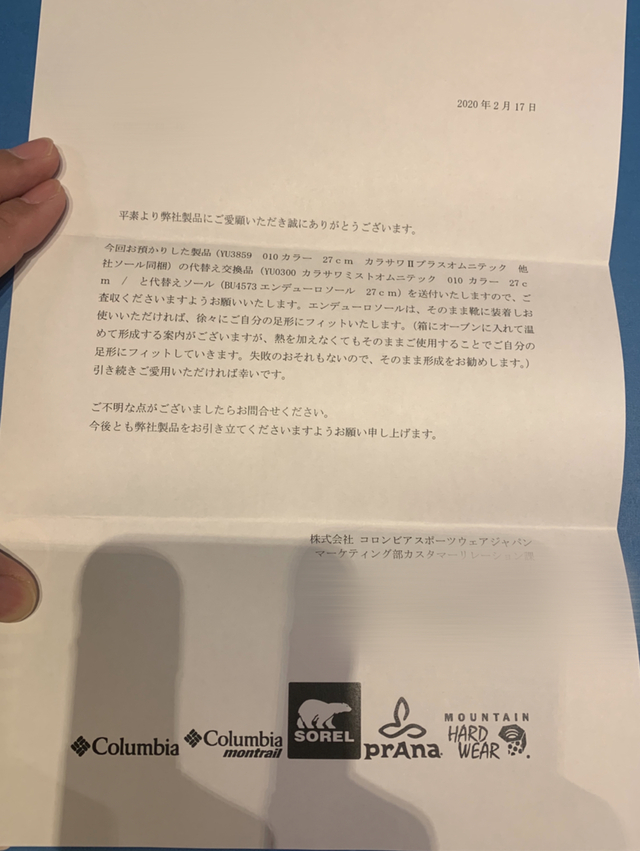 2020年2月17日
平素より弊社製品にご愛顧いただき誠にありがとうございます。
今回お預かりした製品(YU3859 010カラー 27cm カラサワⅡプラスオムニテック 他
社ソール同梱)の代替え交換品(YU0300 カラサワミストオムニテック 010カラー 27c
m / と代替えソール(BU4573エンデューロソール 27cm)を送付いたしますので、ご
査収くださいますようお願いいたします。エンデューロソールは、そのまま靴に装着しお
使いいただければ、徐々にご自分の足形にフィットいたします。(箱にオーブンに入れて温
めて形成する案内がございますが、熱を加えなくてもそのままご使用することでご自分の
足形にフィットしていきます。失敗のおそれもないので、そのまま形成をお勧めします。)
引き続きご愛用いただければ幸いです。
ご不明な点がございましたらお問合せください。
今後とも弊社製品をお引き立てくださいますようお願い申し上げます。
株式会社 コロンビアスポーツウェアジャパン
マーケティング部カスタマーリレーション課
Columbia
Columbia
montrail
SOREL
prAna
MOUNTAIN
HARD
WEAR